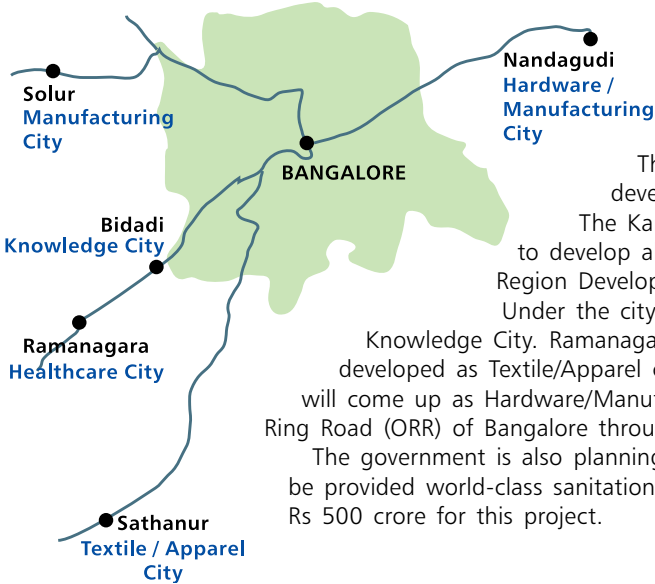 Solur
Manufacturing
City
Nandagudi
Hardware /
Manufacturing
City
BANGALORE
Bidadi
Knowledge City
Ramanagara
Healthcare City
Sathanur
Textile / Apparel
City
Th
deve
The Ka
to develop a
Region Develop
Under the city
Knowledge City. Ramanaga
developed as Textile/Apparel
will come up as Hardware/Manuf
Ring Road (ORR) of Bangalore throu
The government is also planning
be provided world-class sanitation
Rs 500 crore for this project.